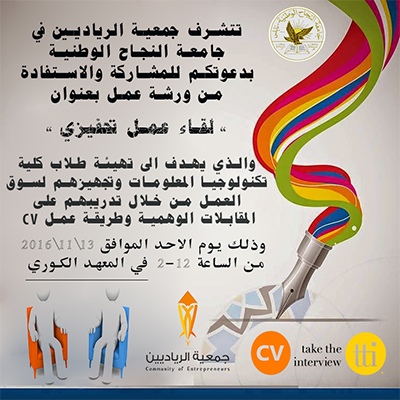 تتشرف جمعية الرياديين في
جامعة النجاح الوطنية
بدعوتكم للمشاركة والاستفادة
من ورشة عمل بعنوان
" لقاء عمل تحفيزي "
والذي يهدف الى تهيئة طلاب كلية
تكنولوجيا المعلومات وتجهيزهم لسوق
العمل من خلال تدريبهم على
المقابلات الوهمية وطريقة عمل CV
وذلك يوم الاحد الموافق 2016\11\13
من الساعة 12-2 في المعهد الكوري
جمعية الرياديين
Community of Entrepreneurs
CV
take the
interview
tti